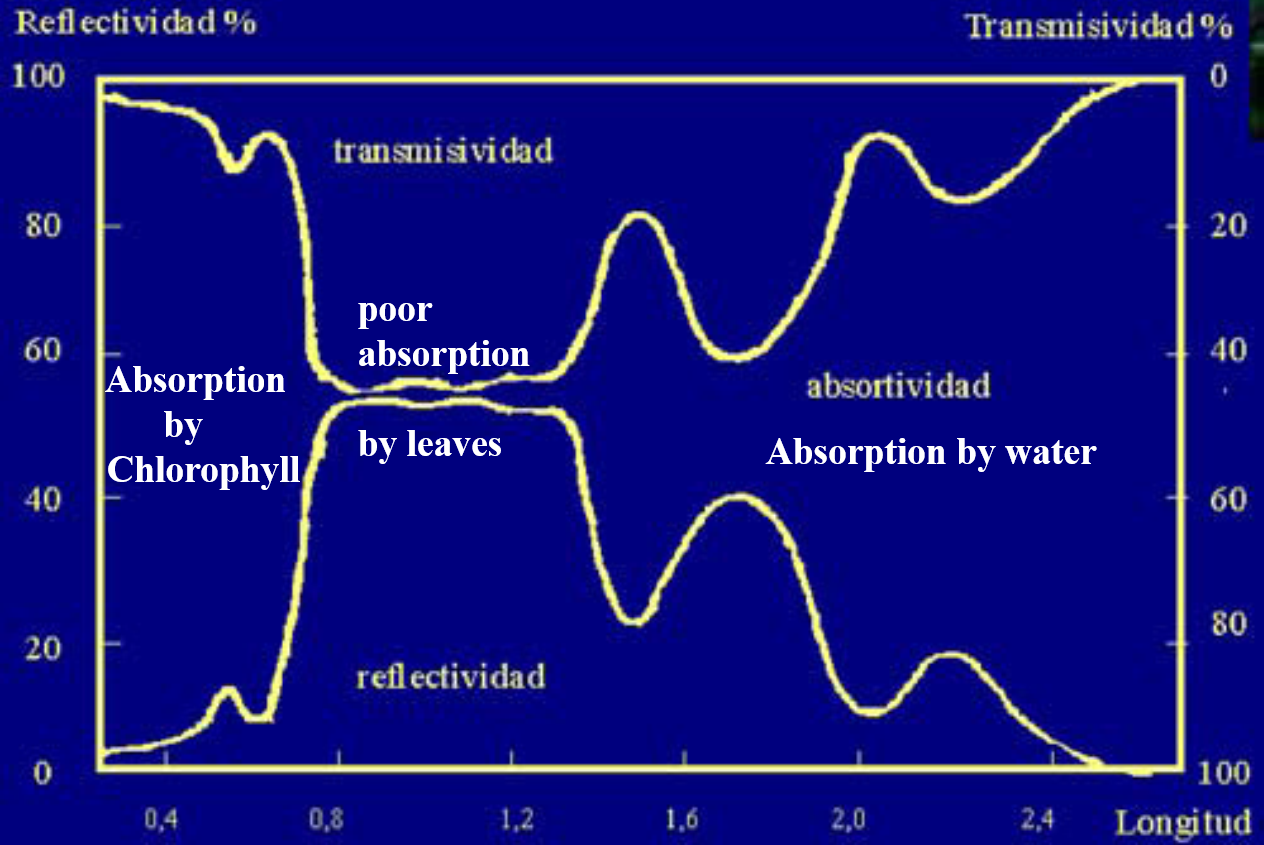 Reflectividad %
Transmisividad %
100
0
transmisividad
80
20
poor
absorption
60
40
Absorption
by
Chlorophyll
absortividad
by leaves
Absorption by water
40
60
20
80
reflectividad
0
100
0,4
0,8
1,2
1,6
2,0
2,4
Longitud